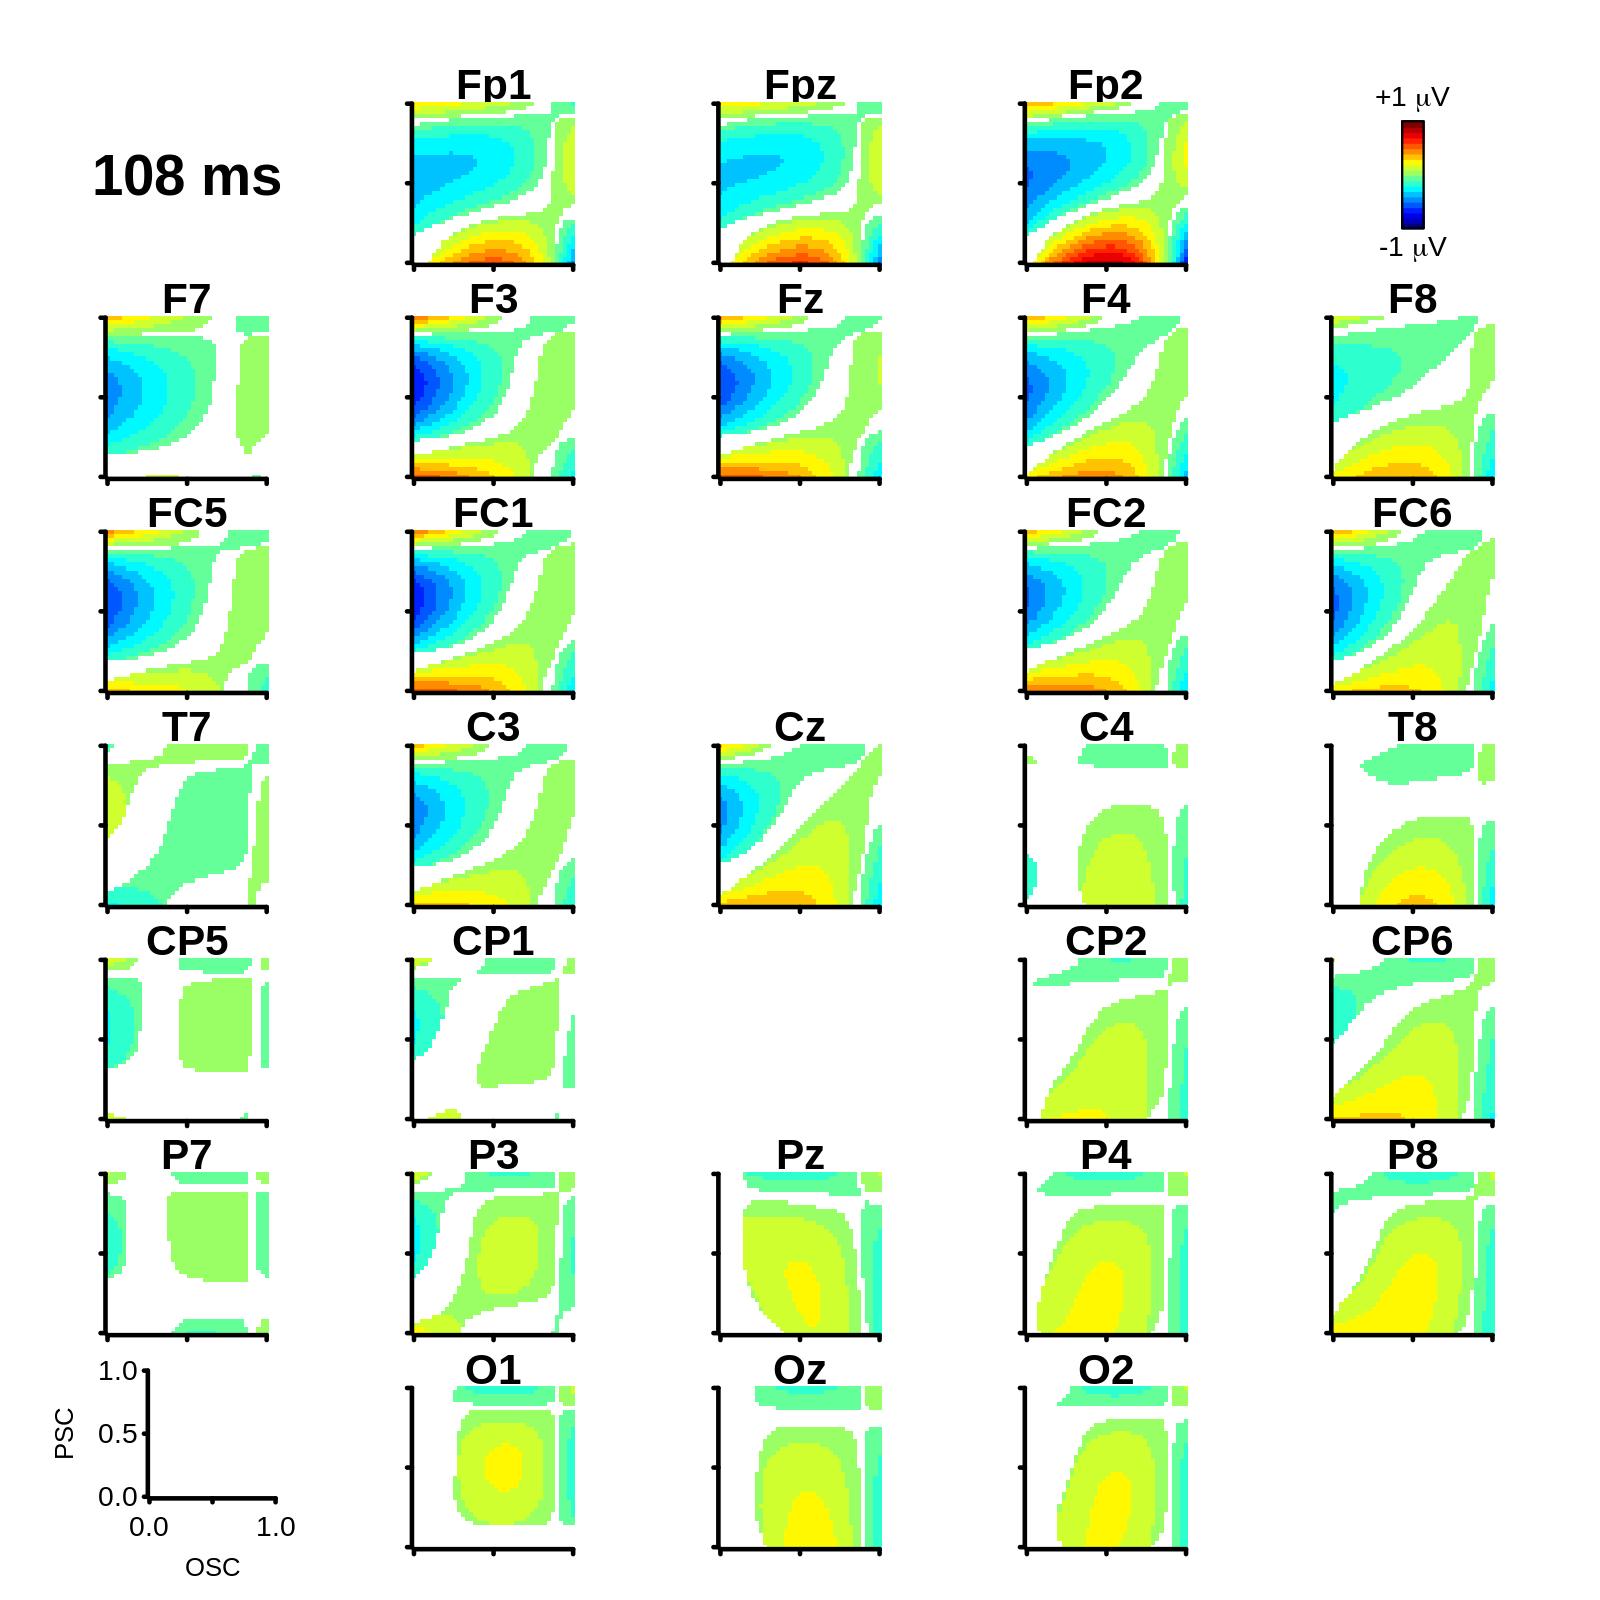 Fp1 Fpz Fp2
+1 μV
108 ms
-1 μV
F7 F3 Fz F4 F8
FC5 FC1 FC2 FC6
T7 C3 Cz C4 T8
CP5 CP1 CP2 CP6
P7 P3 Pz P4 P8
O1 Oz O2
1.0
0.5
0.0
PSC
0.0 1.0
OSC